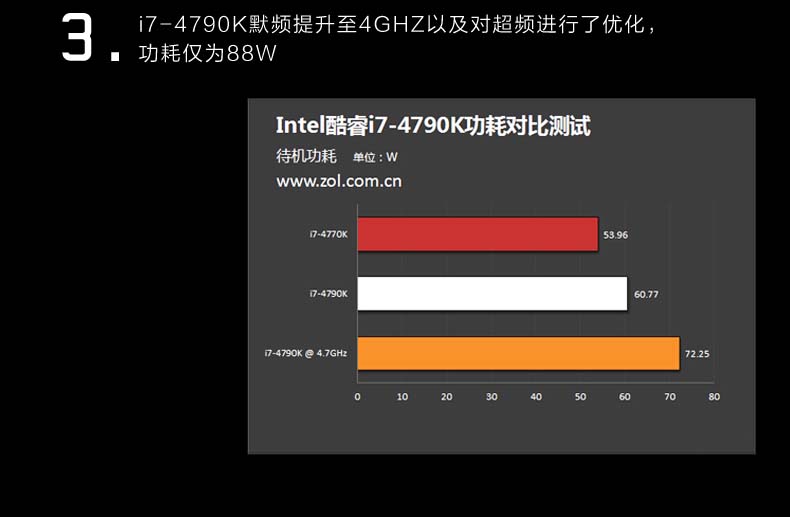 3.
i7-4790K默频提升至4GHZ以及对超频进行了优化，
功耗仅为88W
Intel酷睿i7-4790K功耗对比测试
待机功耗 单位：W
www.zol.com.cn
i7-4770K 53.96
i7-4790K 60.77
i7-4790K @ 4.7GHz 72.25
0 10 20 30 40 50 60 70 80